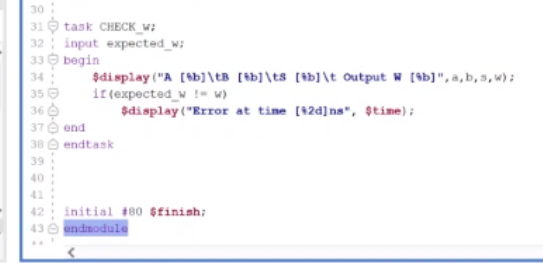 30
31 task CHECK_w;
32 input expected_w;
33 begin
34 $display("A [%b]\tB [%b]\tS [%b]\t Output W [%b]",a,b,s,w);
35 if(expected_w != w)
36 $display("Error at time [%2d]ns", $time);
37 end
38 endtask
39
40
41
42 initial #80 $finish;
43 endmodule
44